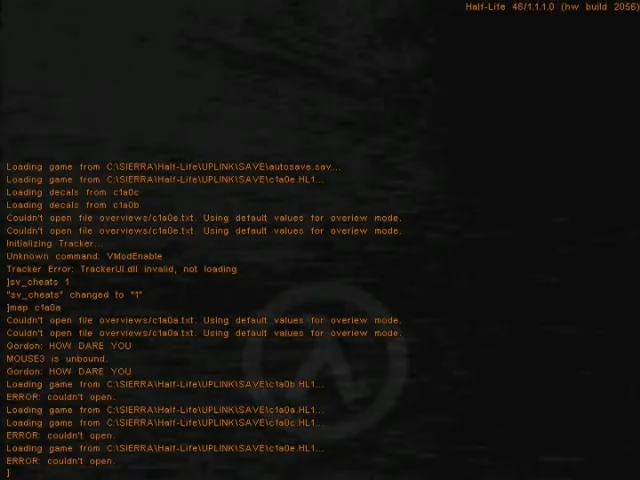 Half-Life 46/1.1.1.0 (hw build 2056)
Loading game from C:\SIERRA\Half-Life\UPLINK\SAVE\autosave.sav...
Loading game from C:\SIERRA\Half-Life\UPLINK\SAVE\c1a0e.HL1...
Loading decals from c1a0c
Loading decals from c1a0b
Couldn't open file overviews/c1a0e.txt. Using default values for overiew mode.
Couldn't open file overviews/c1a0e.txt. Using default values for overiew mode.
Initializing Tracker...
Unknown command: VModEnable
Tracker Error: TrackerUI.dll invalid, not loading
]sv_cheats 1
"sv_cheats" changed to "1"
]map c1a0a
Couldn't open file overviews/c1a0a.txt. Using default values for overiew mode.
Couldn't open file overviews/c1a0a.txt. Using default values for overiew mode.
Gordon: HOW DARE YOU
MOUSE3 is unbound.
Gordon: HOW DARE YOU
Loading game from C:\SIERRA\Half-Life\UPLINK\SAVE\c1a0b.HL1...
ERROR: couldn't open.
Loading game from C:\SIERRA\Half-Life\UPLINK\SAVE\c1a0a.HL1...
Loading game from C:\SIERRA\Half-Life\UPLINK\SAVE\c1a0c.HL1...
ERROR: couldn't open.
Loading game from C:\SIERRA\Half-Life\UPLINK\SAVE\c1a0e.HL1...
ERROR: couldn't open.
]